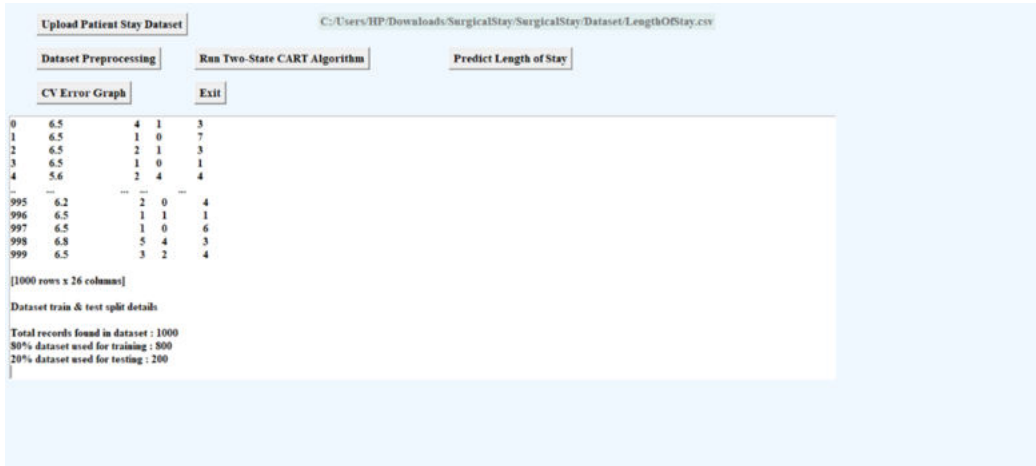 Upload Patient Stay Dataset C:/Users/HP/Downloads/SurgicalStay/SurgicalStay/Dataset/LengthOfStay.csv
Dataset Preprocessing Run Two-State CART Algorithm Predict Length of Stay
CV Error Graph Exit
0 6.5 4 1 3
1 6.5 1 0 7
2 6.5 2 1 3
3 6.5 1 0 1
4 5.6 2 4 4
.. ... ... ... ...
995 6.2 2 0 4
996 6.5 1 1 1
997 6.5 1 0 6
998 6.8 5 4 3
999 6.5 3 2 4
[1000 rows x 26 columns]
Dataset train & test split details
Total records found in dataset : 1000
80% dataset used for training : 800
20% dataset used for testing : 200